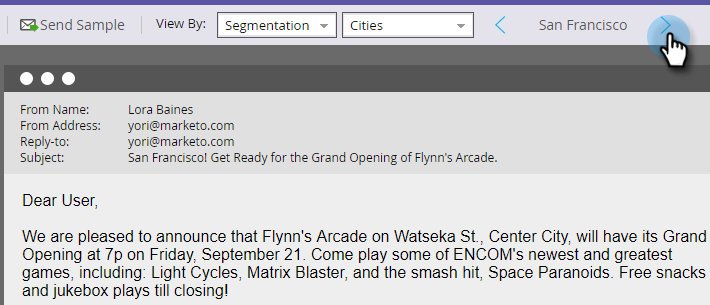 Send Sample View By: Segmentation Cities San Francisco
From Name: Lora Baines
From Address: yori@marketo.com
Reply-to: yori@marketo.com
Subject: San Francisco! Get Ready for the Grand Opening of Flynn's Arcade.
Dear User,
We are pleased to announce that Flynn's Arcade on Watseka St., Center City, will have its Grand
Opening at 7p on Friday, September 21. Come play some of ENCOM's newest and greatest
games, including: Light Cycles, Matrix Blaster, and the smash hit, Space Paranoids. Free snacks
and jukebox plays till closing!